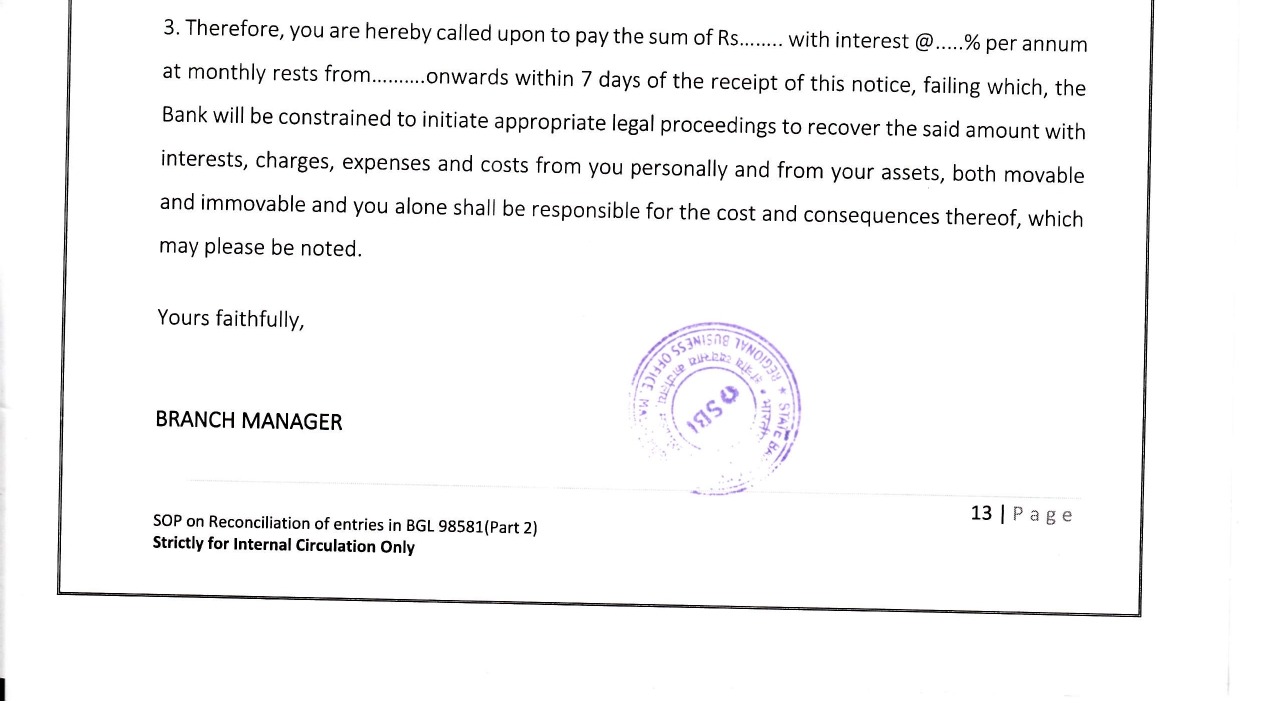 3. Therefore, you are hereby called upon to pay the sum of Rs........ with interest @.....% per annum
at monthly rests from..........onwards within 7 days of the receipt of this notice, failing which, the
Bank will be constrained to initiate appropriate legal proceedings to recover the said amount with
interests, charges, expenses and costs from you personally and from your assets, both movable
and immovable and you alone shall be responsible for the cost and consequences thereof, which
may please be noted.
Yours faithfully,
REGIONAL BUSINESS OFFICE
★ STATE
SBI
BRANCH MANAGER
13 | Page
SOP on Reconciliation of entries in BGL 98581(Part 2)
Strictly for Internal Circulation Only